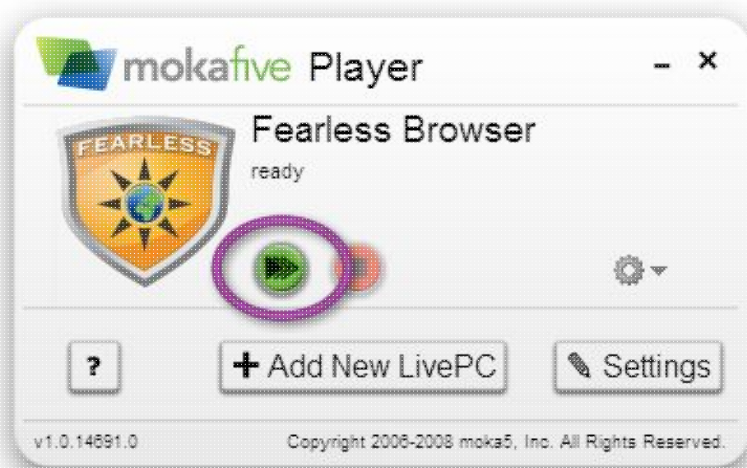 mokafive Player
FEARLESS
Fearless Browser
ready
?
+ Add New LivePC
Settings
v1.0.14691.0
Copyright 2006-2008 moka5, Inc. All Rights Reserved.